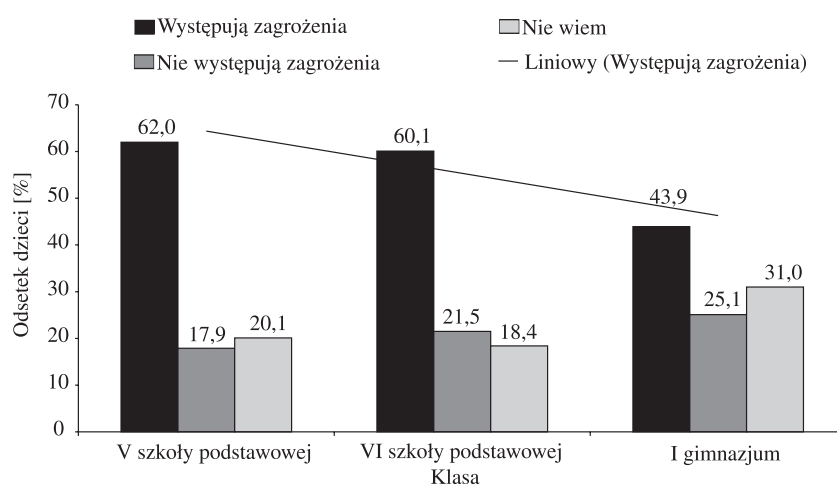 Występują zagrożenia
Nie wiem
Nie występują zagrożenia
Liniowy (Występują zagrożenia)
Odsetek dzieci [%]
70
60
50
40
30
20
10
0
62,0
17,9
20,1
60,1
21,5
18,4
43,9
25,1
31,0
V szkoły podstawowej
VI szkoły podstawowej
I gimnazjum
Klasa